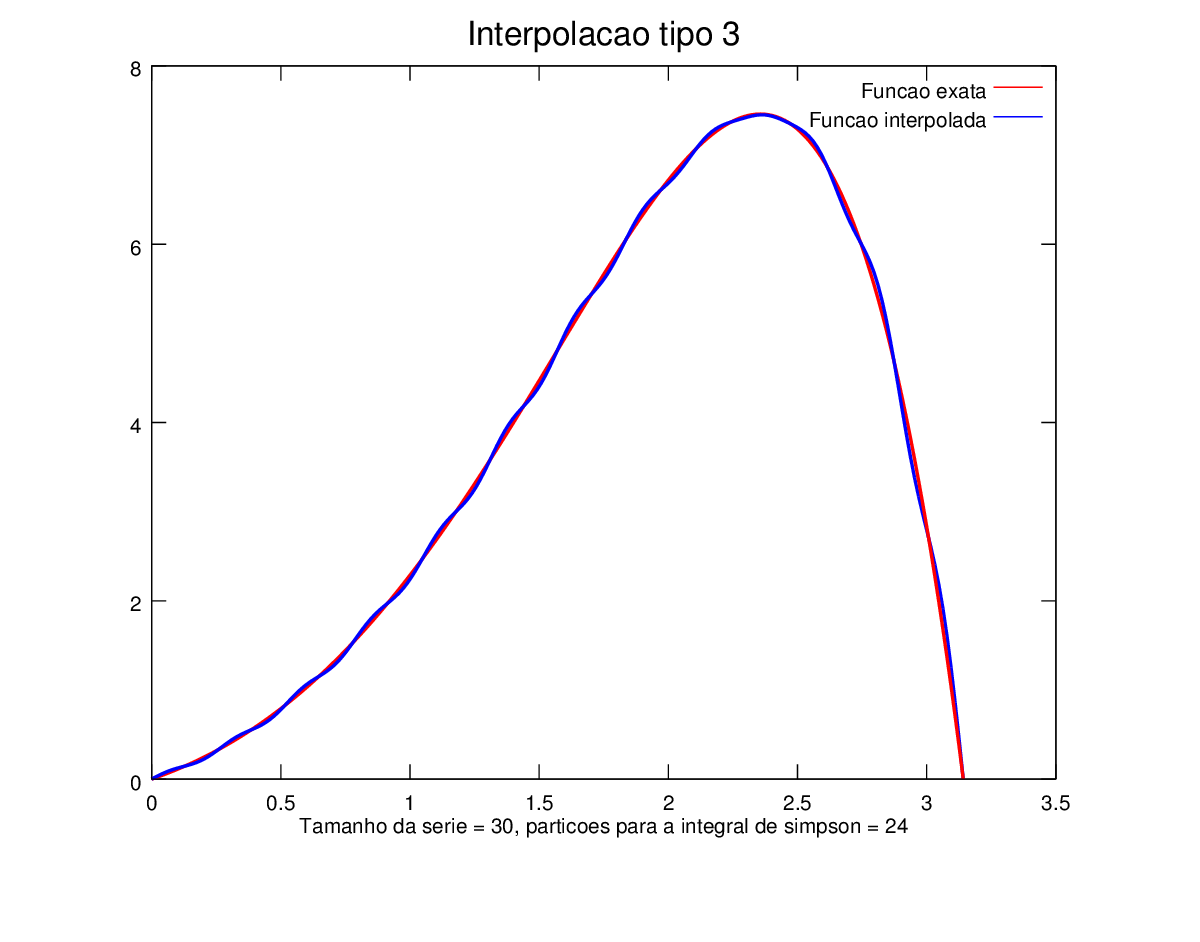 Interpolacao tipo 3
8
Funcao exata
Funcao interpolada
6
4
2
0
0 0.5 1 1.5 2 2.5 3 3.5
Tamanho da serie = 30, particoes para a integral de simpson = 24